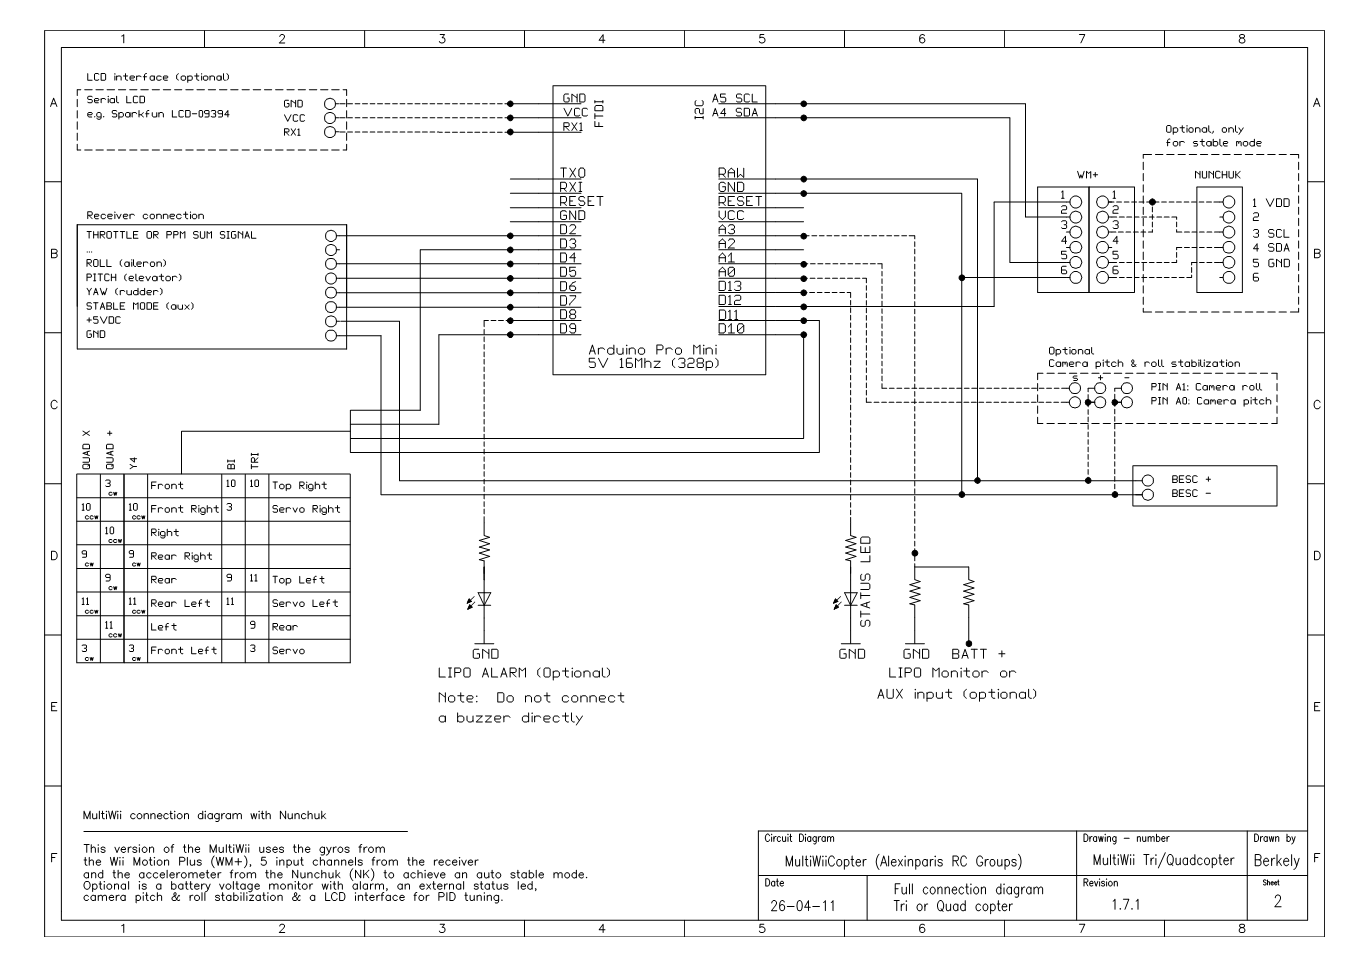 1 2 3 4 5 6 7 8
A A
B B
C C
D D
E E
F F
LCD interface (optional)
Serial LCD
e.g. Sparkfun LCD-09394
GND
VCC
RX1
Receiver connection
THROTTLE OR PPM SUM SIGNAL
...
ROLL (aileron)
PITCH (elevator)
YAW (rudder)
STABLE MODE (aux)
+5VDC
GND
GND
VCC
RX1
FTDI
TXO
RXI
RESET
GND
D2
D3
D4
D5
D6
D7
D8
D9
I2C
A5 SCL
A4 SDA
RAW
GND
RESET
VCC
A3
A2
A1
A0
D13
D12
D11
D10
Arduino Pro Mini
5V 16Mhz (328p)
Optional, only
for stable mode
WM+
1 1
2 2
3 3
4 4
5 5
6 6
NUNCHUK
1 VDD
2
3 SCL
4 SDA
5 GND
6
Optional
Camera pitch & roll stabilization
S + -
PIN A1: Camera roll
PIN A0: Camera pitch
BESC +
BESC -
QUAD X QUAD + Y4 BI TRI
3 CW Front 10 10 Top Right
10 CCW 10 CCW Front Right 3 Servo Right
10 CCW Right
9 CW 9 CW Rear Right
9 CW Rear 9 11 Top Left
11 CCW 11 CCW Rear Left 11 Servo Left
11 CCW Left 9 Rear
3 CW 3 CW Front Left 3 Servo
GND
LIPO ALARM (Optional)
Note: Do not connect
a buzzer directly
STATUS LED
GND
GND
BATT +
LIPO Monitor or
AUX input (optional)
MultiWii connection diagram with Nunchuk
This version of the MultiWii uses the gyros from
the Wii Motion Plus (WM+), 5 input channels from the receiver
and the accelerometer from the Nunchuk (NK) to achieve an auto stable mode.
Optional is a battery voltage monitor with alarm, an external status led,
camera pitch & roll stabilization & a LCD interface for PID tuning.
Circuit Diagram
MultiWiiCopter (Alexinparis RC Groups)
Drawing - number
MultiWii Tri/Quadcopter
Drawn by
Berkely
Date
26-04-11
Full connection diagram
Tri or Quad copter
Revision
1.7.1
Sheet
2
1 2 3 4 5 6 7 8